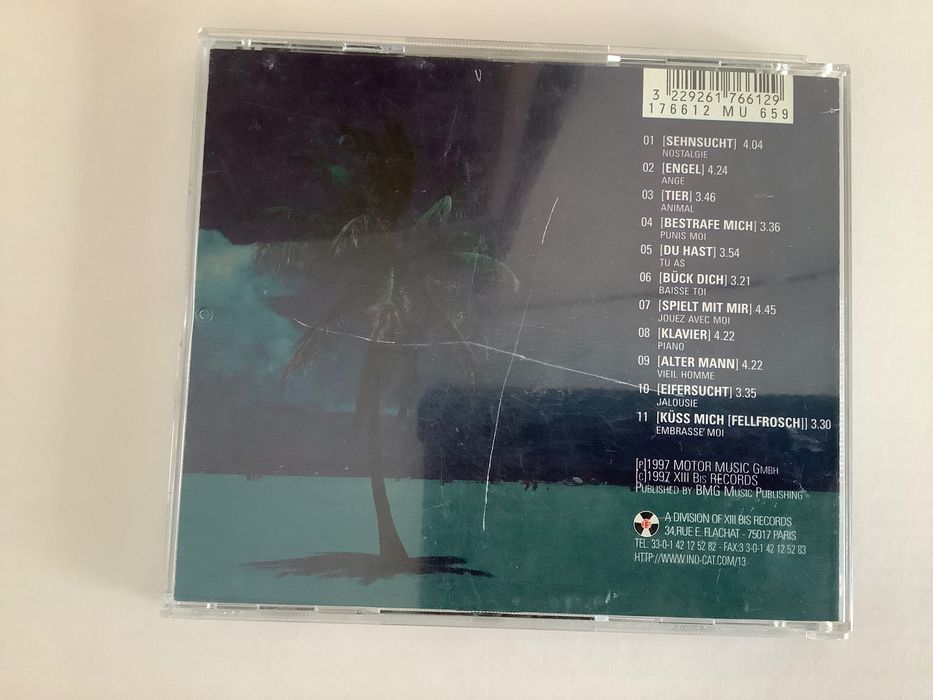 3 229261 766129
176612 MU 659
01 [SEHNSUCHT] 4.04
NOSTALGIE
02 [ENGEL] 4.24
ANGE
03 [TIER] 3.46
ANIMAL
04 [BESTRAFE MICH] 3.36
PUNIS MOI
05 [DU HAST] 3.54
TU AS
06 [BÜCK DICH] 3.21
BAISSE TOI
07 [SPIELT MIT MIR] 4.45
JOUEZ AVEC MOI
08 [KLAVIER] 4.22
PIANO
09 [ALTER MANN] 4.22
VIEIL HOMME
10 [EIFERSUCHT] 3.35
JALOUSIE
11 [KÜSS MICH [FELLFROSCH]] 3.30
EMBRASSE MOI
[P]1997 MOTOR MUSIC GMBH
[C]1997 XIII BIS RECORDS
PUBLISHED BY BMG MUSIC PUBLISHING
A DIVISION OF XIII BIS RECORDS
34,RUE E. FLACHAT - 75017 PARIS
TEL: 33-0-1 42 12 52 82 - FAX:3 3-0-1 42 12 52 83
HTTP://WWW.IND-CAT.COM/13